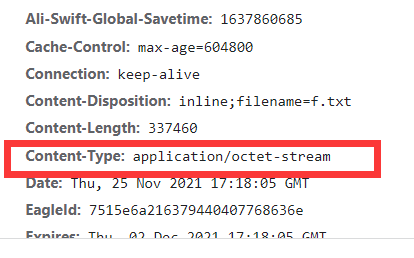 Ali-Swift-Global-Savetime: 1637860685
Cache-Control: max-age=604800
Connection: keep-alive
Content-Disposition: inline;filename=f.txt
Content-Length: 337460
Content-Type: application/octet-stream
Date: Thu, 25 Nov 2021 17:18:05 GMT
EagleId: 7515e6a216379440407768636e
Expires: Thu, 02 Dec 2021 17:18:05 GMT